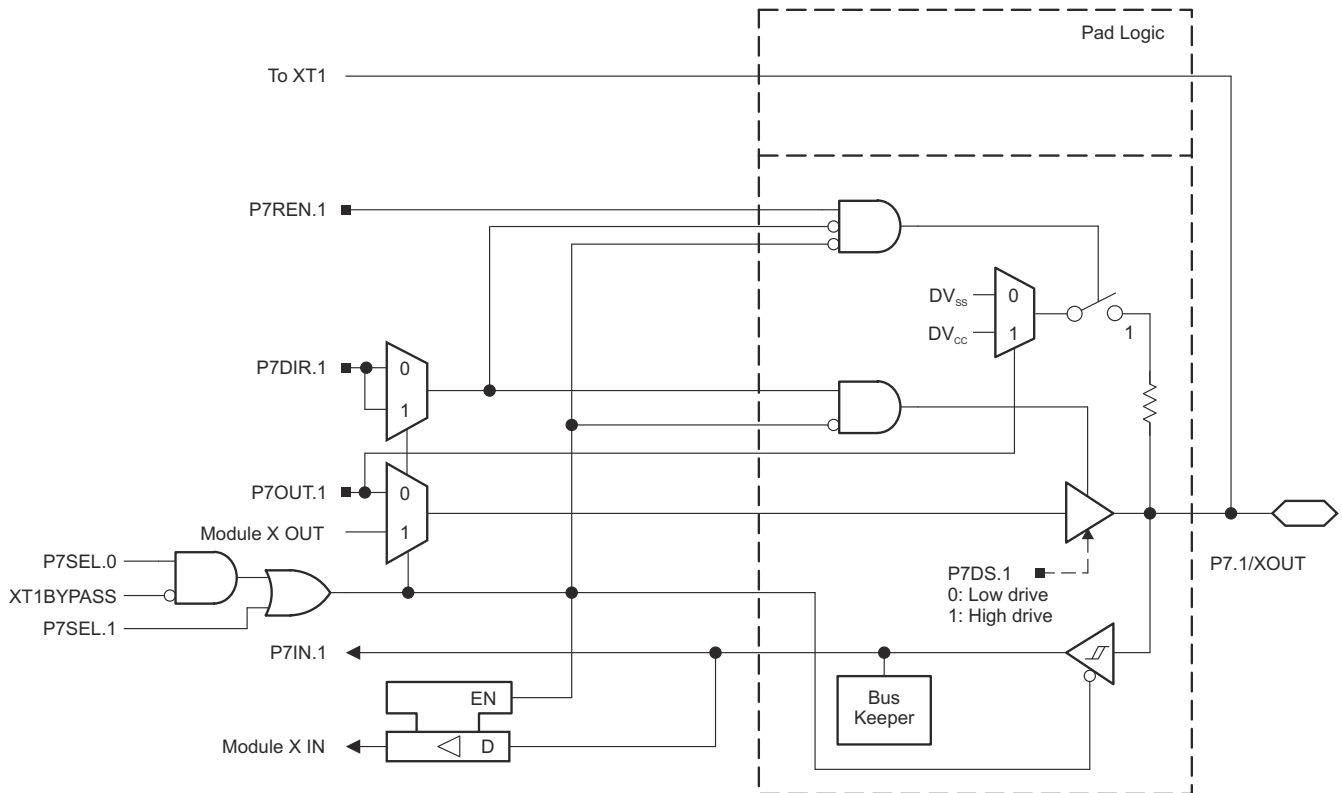 Pad Logic
To XT1
P7REN.1
DVSS
0
DVCC
1
1
P7DIR.1
0
1
P7OUT.1
0
Module X OUT
1
P7SEL.0
XT1BYPASS
P7SEL.1
P7DS.1
0: Low drive
1: High drive
P7.1/XOUT
P7IN.1
EN
Bus
Keeper
Module X IN
D